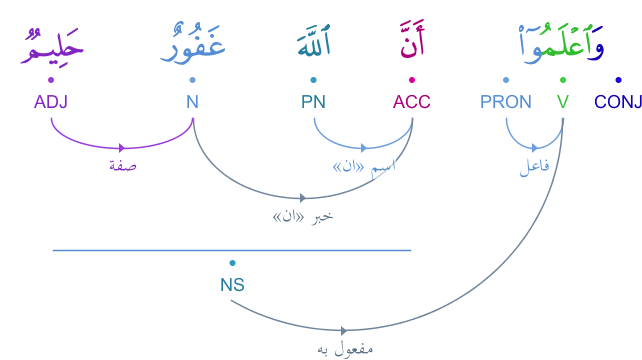 وَٱعْلَمُوٓا۟ أَنَّ ٱللَّهَ غَفُورٌ حَلِيمٌ
CONJ V PRON ACC PN N ADJ
فاعل اسم «ان» صفة
خبر «ان»
NS
مفعول به